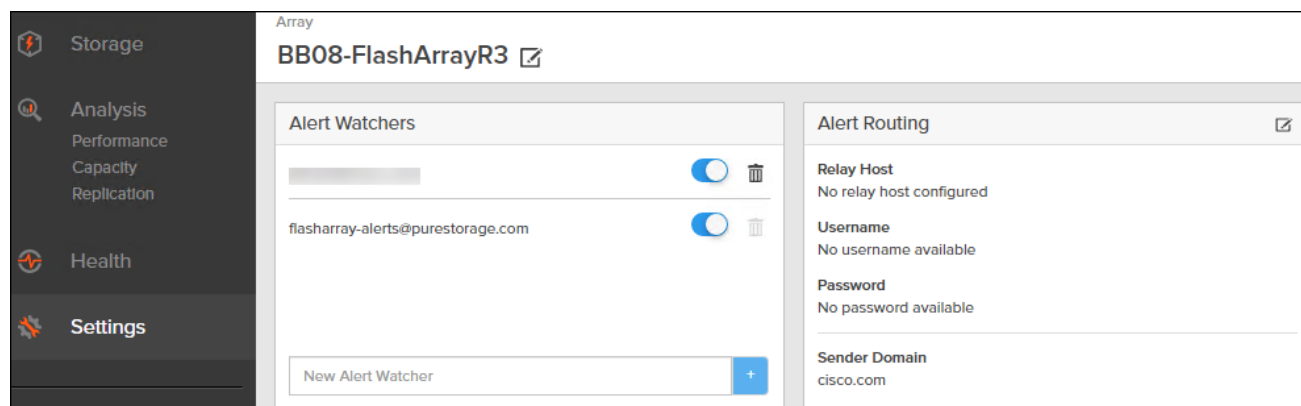 Storage
Analysis
Performance
Capacity
Replication
Health
Settings
Array
BB08-FlashArrayR3
Alert Watchers
flasharray-alerts@purestorage.com
New Alert Watcher
+
Alert Routing
Relay Host
No relay host configured
Username
No username available
Password
No password available
Sender Domain
cisco.com